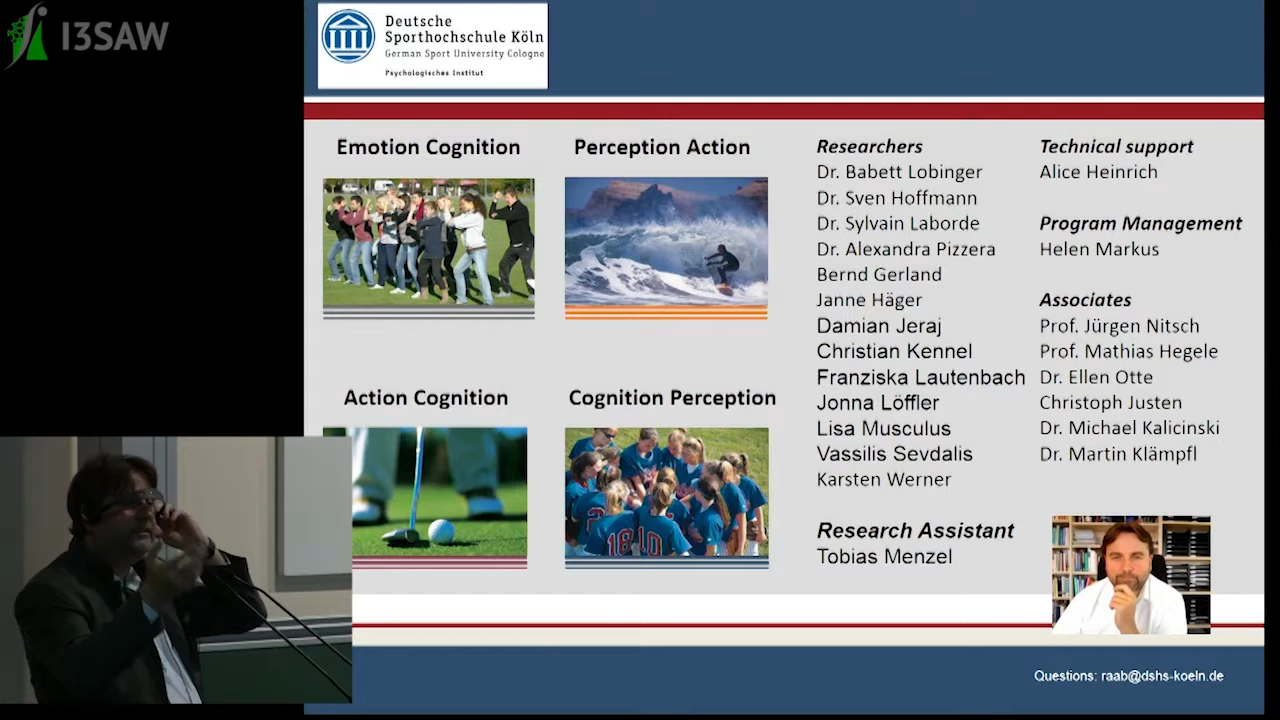 I3SAW
Deutsche
Sporthochschule Köln
German Sport University Cologne
Psychologisches Institut
Emotion Cognition
Perception Action
Action Cognition
Cognition Perception
18 10
Researchers
Dr. Babett Lobinger
Dr. Sven Hoffmann
Dr. Sylvain Laborde
Dr. Alexandra Pizzera
Bernd Gerland
Janne Häger
Damian Jeraj
Christian Kennel
Franziska Lautenbach
Jonna Löffler
Lisa Musculus
Vassilis Sevdalis
Karsten Werner
Research Assistant
Tobias Menzel
Technical support
Alice Heinrich
Program Management
Helen Markus
Associates
Prof. Jürgen Nitsch
Prof. Mathias Hegele
Dr. Ellen Otte
Christoph Justen
Dr. Michael Kalicinski
Dr. Martin Klämpfl
Questions: raab@dshs-koeln.de